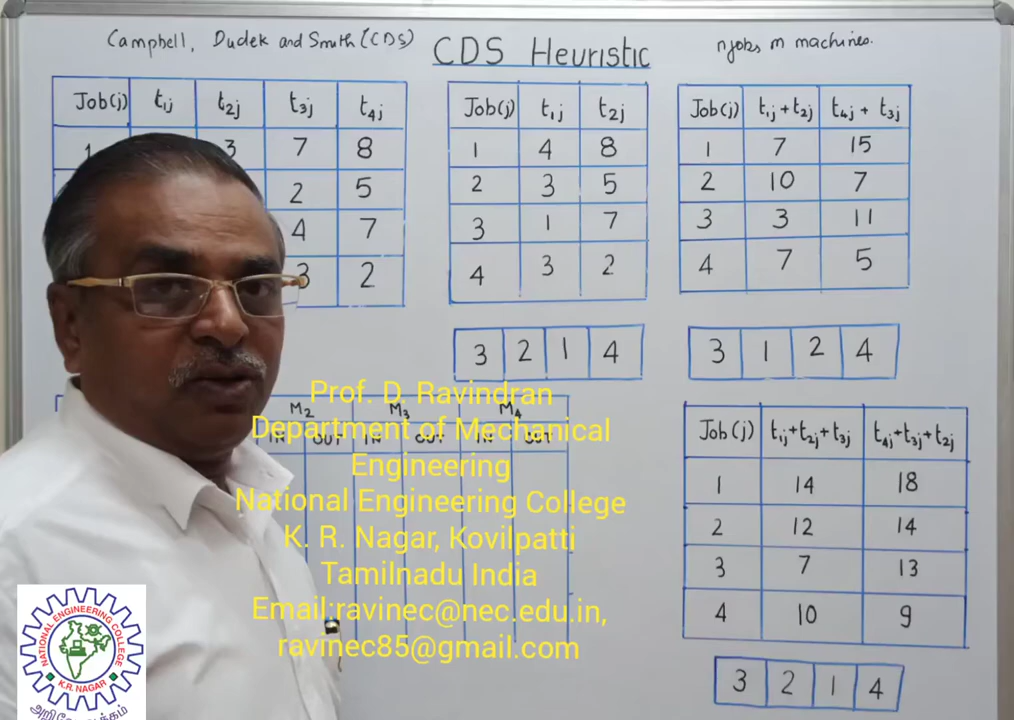 Campbell, Dudek and Smith (CDS)
CDS Heuristic
n jobs m machines.
Job(j) t1j t2j t3j t4j
1 3 7 8
2 5
4 7
3 2
Job(j) t1j t2j
1 4 8
2 3 5
3 1 7
4 3 2
3 2 1 4
Job(j) t1j+t2j t4j + t3j
1 7 15
2 10 7
3 3 11
4 7 5
3 1 2 4
M2 M3 M4
IN OUT IN OUT IN OUT
Job(j) t1j+t2j+t3j t4j+t3j+t2j
1 14 18
2 12 14
3 7 13
4 10 9
3 2 1 4
Prof. D. Ravindran
Department of Mechanical
Engineering
National Engineering College
K. R. Nagar, Kovilpatti
Tamilnadu India
Email:ravinec@nec.edu.in,
ravinec85@gmail.com
NATIONAL ENGINEERING COLLEGE
K.R. NAGAR